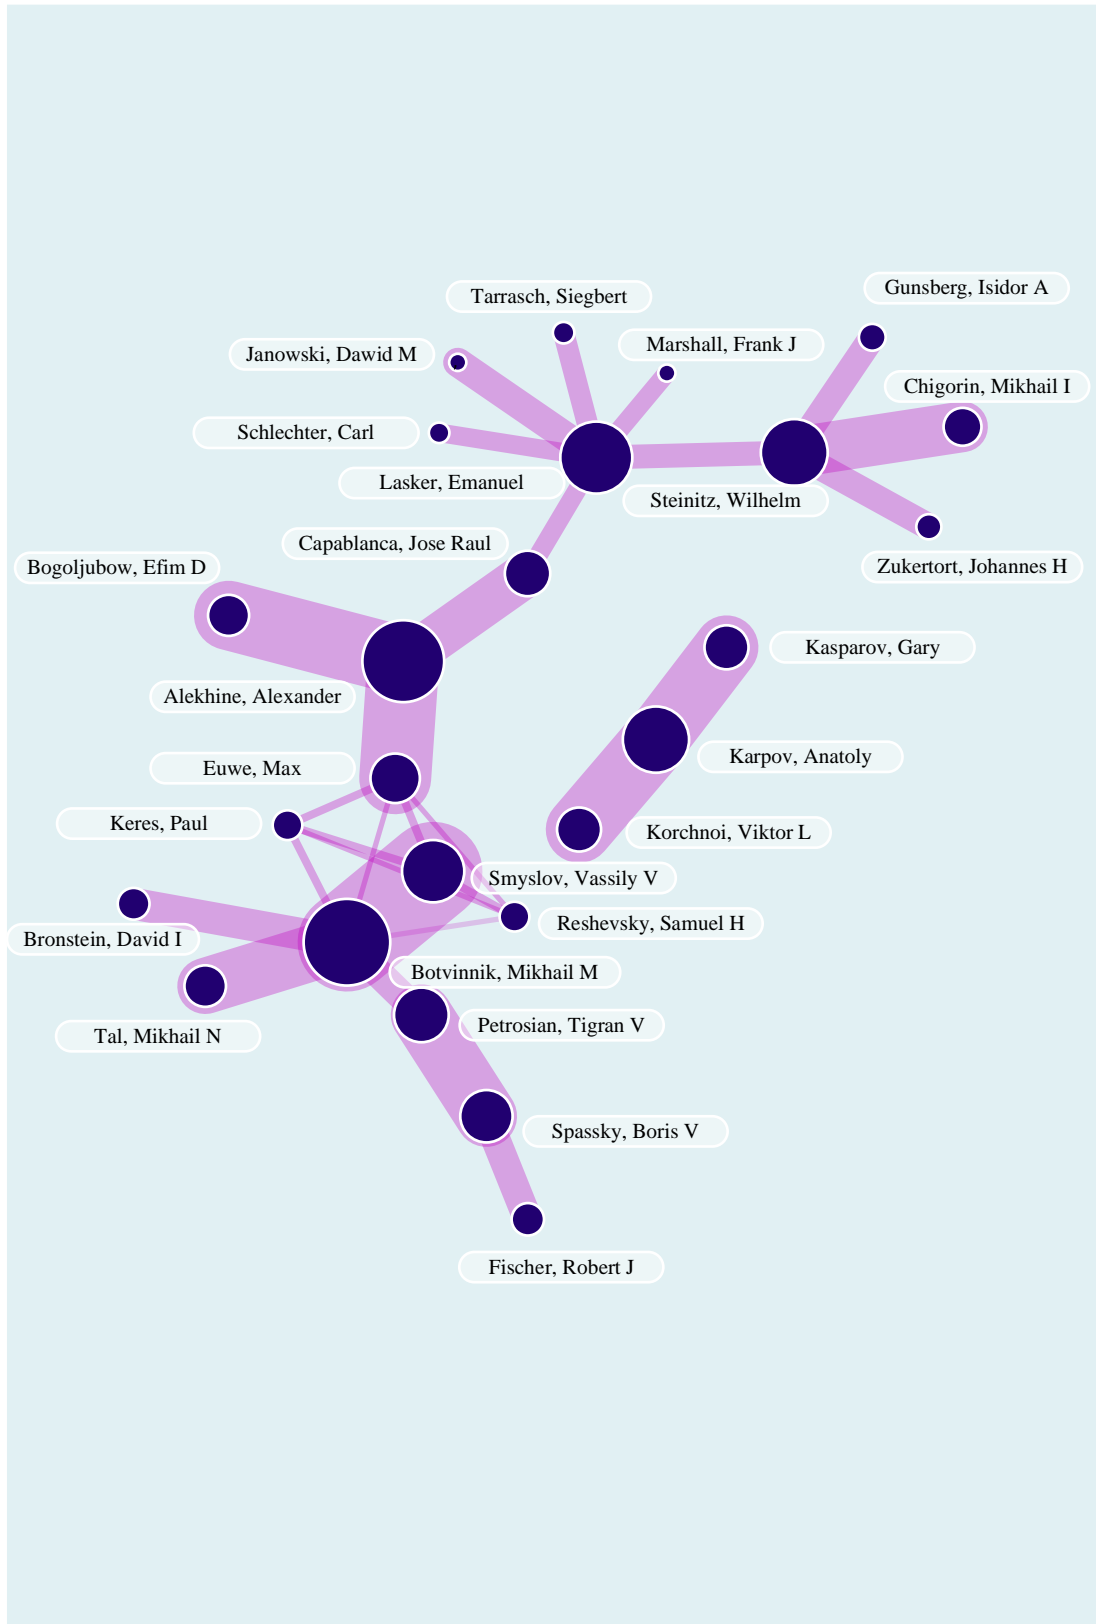 Gunsberg, Isidor A
Tarrasch, Siegbert
Marshall, Frank J
Janowski, Dawid M
Chigorin, Mikhail I
Schlechter, Carl
Lasker, Emanuel
Steinitz, Wilhelm
Capablanca, Jose Raul
Bogoljubow, Efim D
Zukertort, Johannes H
Kasparov, Gary
Alekhine, Alexander
Karpov, Anatoly
Euwe, Max
Keres, Paul
Korchnoi, Viktor L
Smyslov, Vassily V
Reshevsky, Samuel H
Bronstein, David I
Botvinnik, Mikhail M
Petrosian, Tigran V
Tal, Mikhail N
Spassky, Boris V
Fischer, Robert J